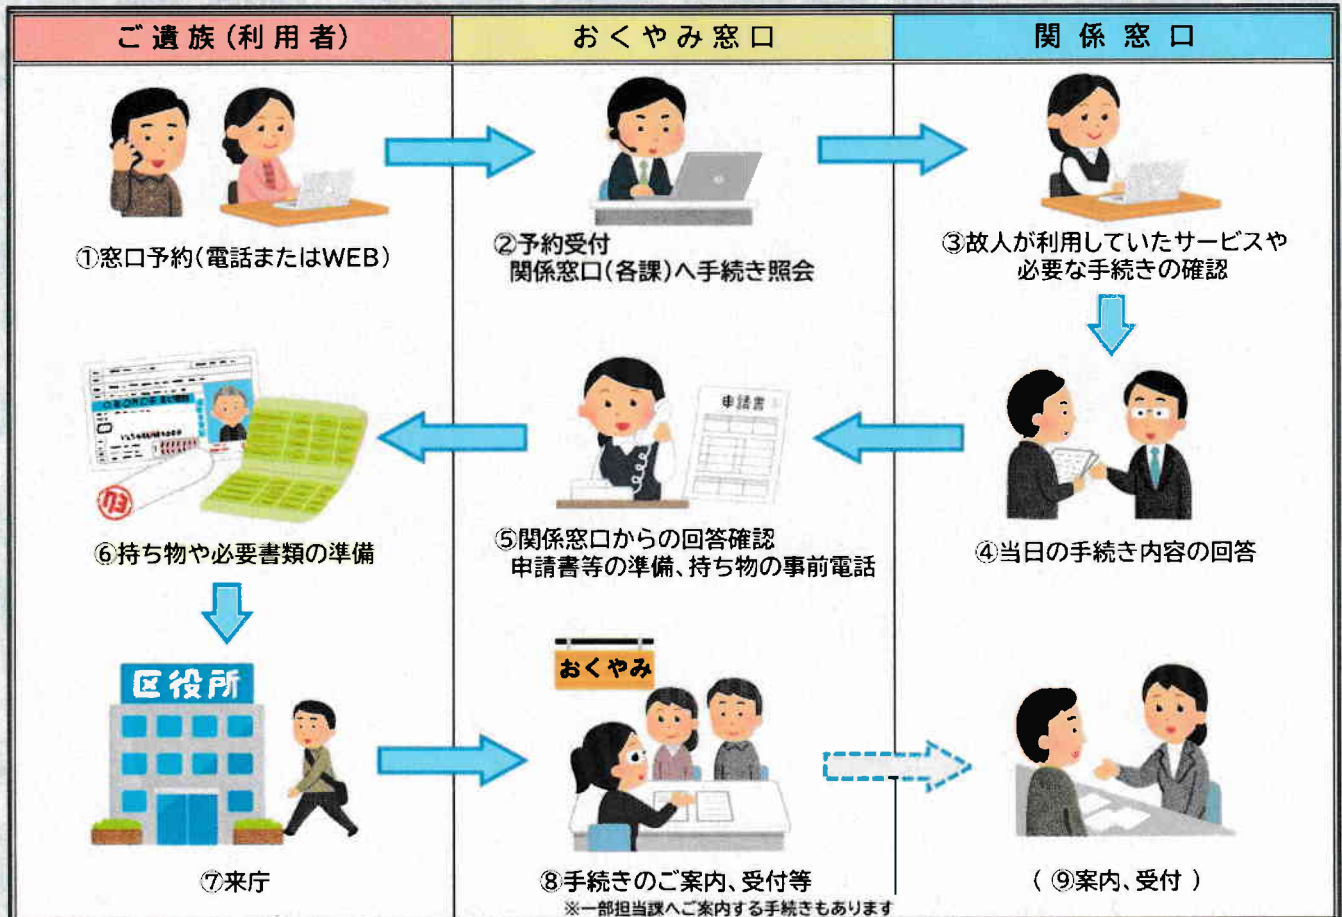 ご遺族(利用者)
おくやみ窓口
関係窓口
①窓口予約(電話またはWEB)
②予約受付
関係窓口(各課)へ手続き照会
③故人が利用していたサービスや
必要な手続きの確認
申請書
印
⑥持ち物や必要書類の準備
⑤関係窓口からの回答確認
申請書等の準備、持ち物の事前電話
④当日の手続き内容の回答
区役所
おくやみ
⑦来庁
⑧手続きのご案内、受付等
※一部担当課へご案内する手続きもあります
( ⑨案内、受付 )